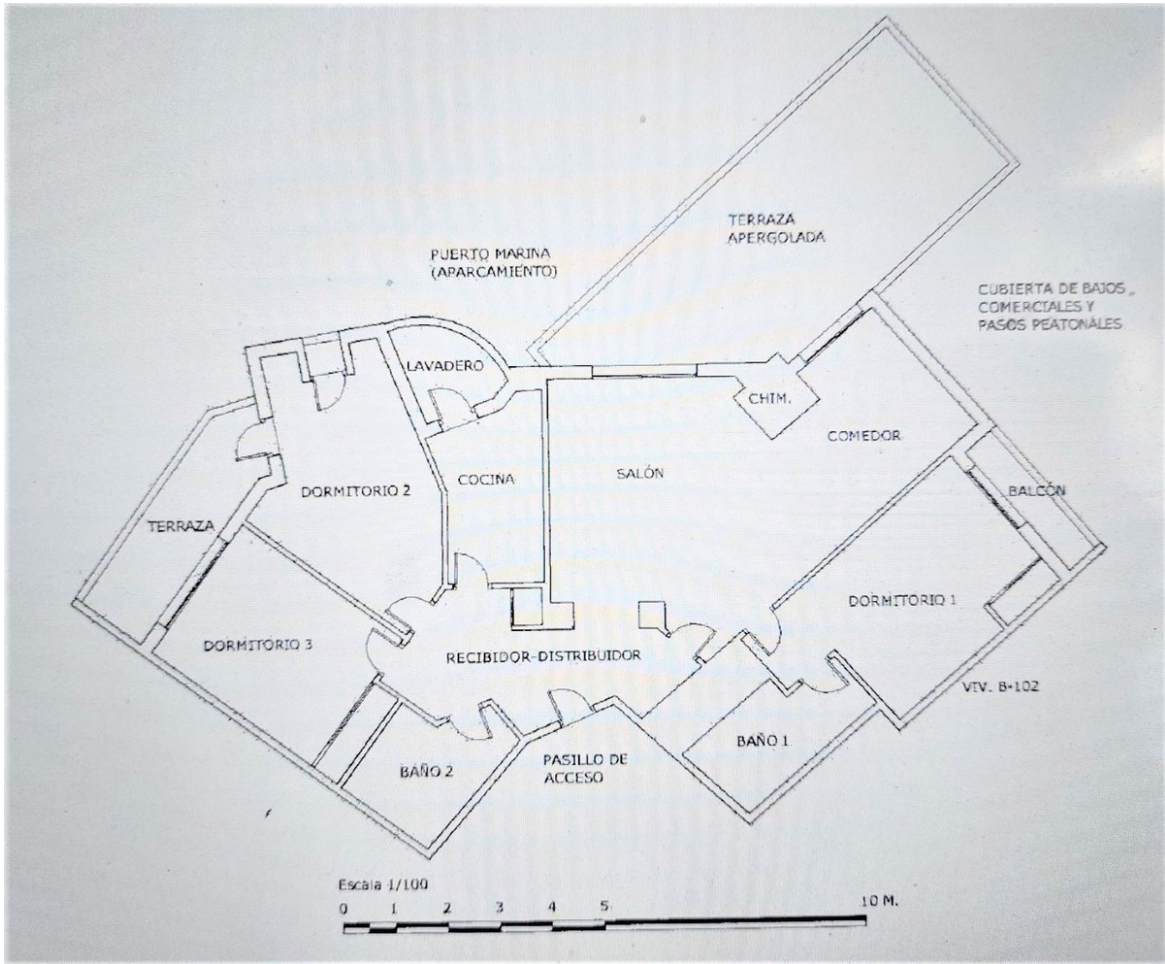 TERRAZA
APERGOLADA
PUERTO MARINA
(APARCAMIENTO)
CUBIERTA DE BAJOS
COMERCIALES Y
PASOS PEATONALES
LAVADERO
CHIM.
COMEDOR
COCINA
SALÓN
DORMITORIO 2
BALCÓN
TERRAZA
DORMITORIO 1
DORMITORIO 3
RECIBIDOR-DISTRIBUIDOR
VIV. B-102
BAÑO 1
BAÑO 2
PASILLO DE
ACCESO
Escala 1/100
0 1 2 3 4 5 10 M.